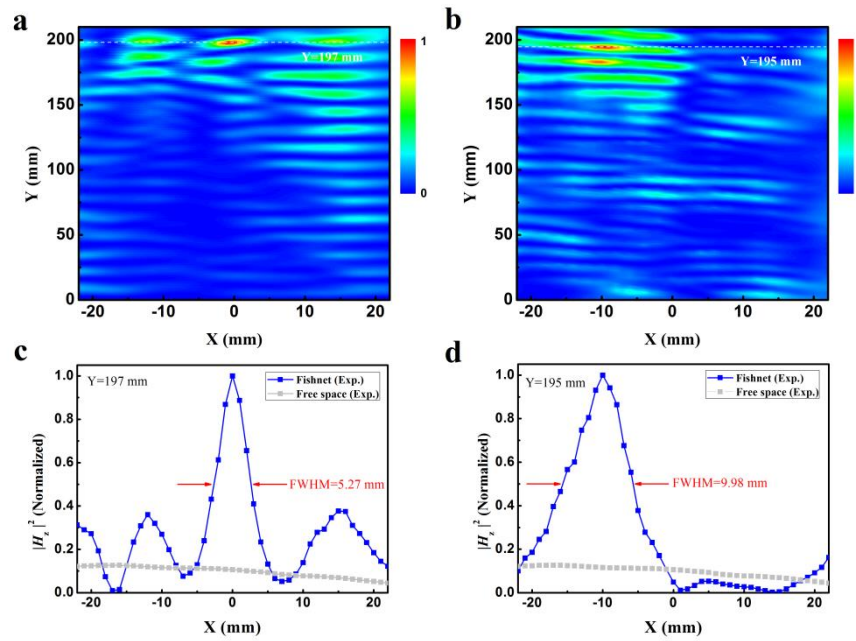 a
b
200
150
100
50
0
Y (mm)
-20
-10
0
10
20
X (mm)
Y=197 mm
1
0
200
150
100
50
0
Y (mm)
-20
-10
0
10
20
X (mm)
Y=195 mm
c
d
Y=197 mm
Fishnet (Exp.)
Free space (Exp.)
FWHM=5.27 mm
1.0
0.8
0.6
0.4
0.2
0.0
|Hz|2 (Normalized)
-20
-10
0
10
20
X (mm)
Y=195 mm
Fishnet (Exp.)
Free space (Exp.)
FWHM=9.98 mm
1.0
0.8
0.6
0.4
0.2
0.0
|Hz|2 (Normalized)
-20
-10
0
10
20
X (mm)